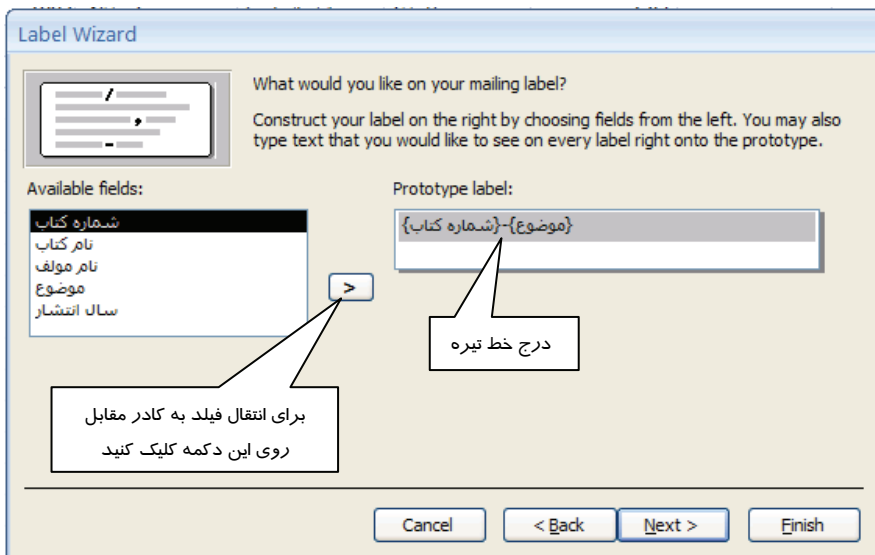 Label Wizard
What would you like on your mailing label?
Construct your label on the right by choosing fields from the left. You may also
type text that you would like to see on every label right onto the prototype.
Available fields:
Prototype label:
شماره کتاب
نام کتاب
نام مولف
موضوع
سال انتشار
{موضوع}-{شماره کتاب}
>
درج خط تیره
برای انتقال فیلد به کادر مقابل
روی این دکمه کلیک کنید
Cancel
< Back
Next >
Finish